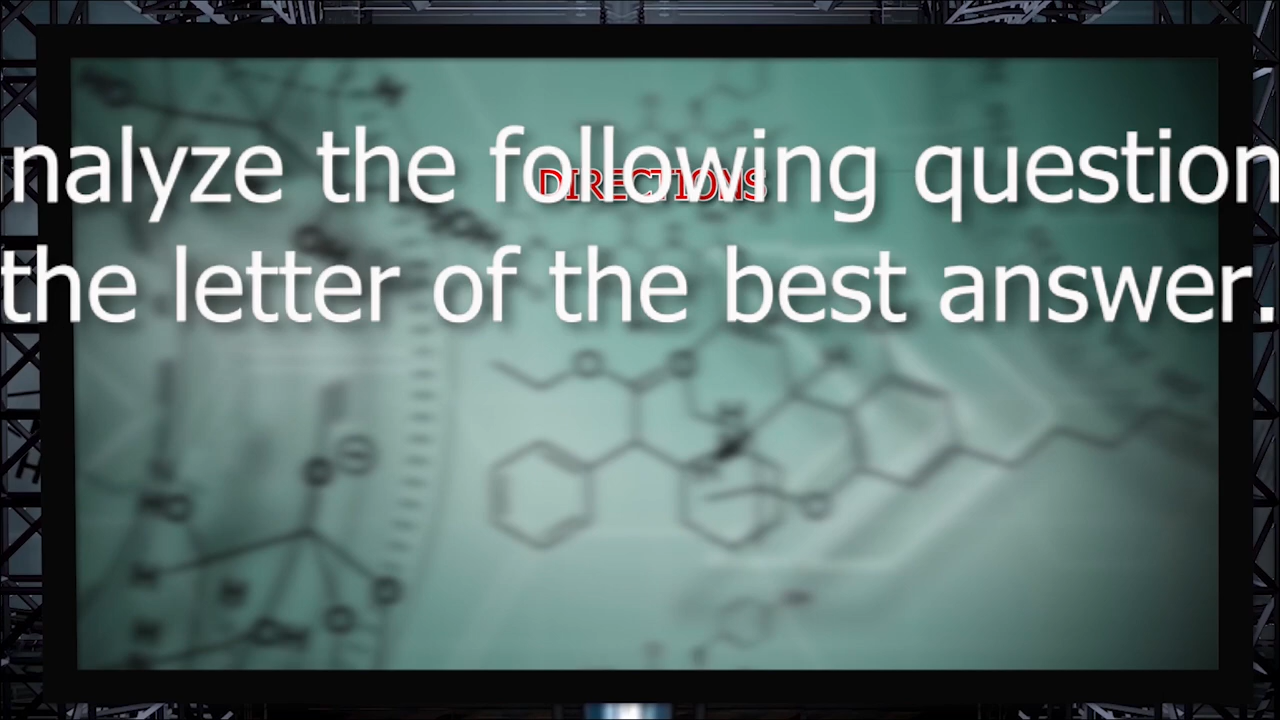 DIRECTIONS
nalyze the following question
the letter of the best answer.